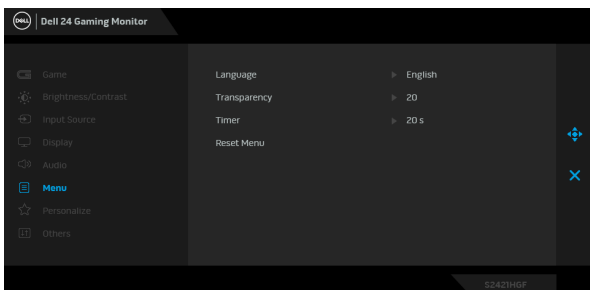 DELL Dell 24 Gaming Monitor
Game
Language English
Brightness/Contrast
Transparency 20
Input Source
Timer 20 s
Display
Reset Menu
Audio
Menu
Personalize
Others
S2421HGF